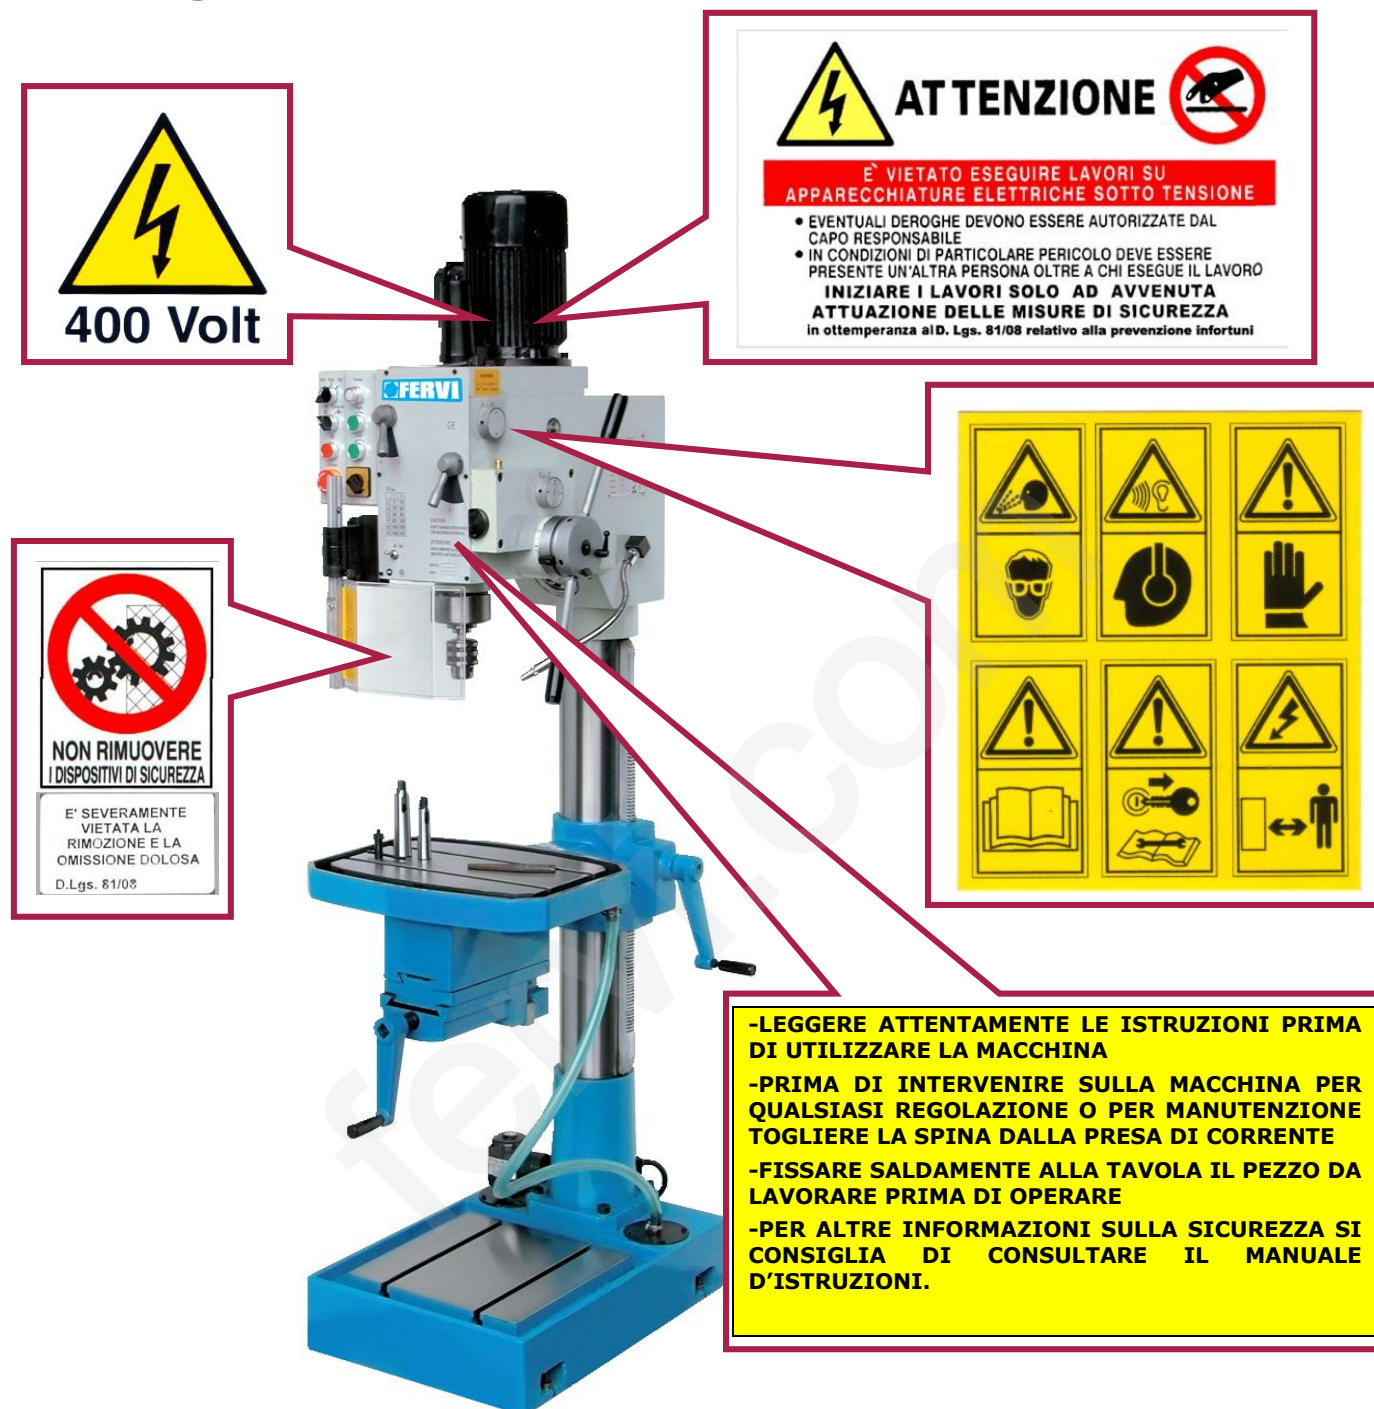 ATTENZIONE
E' VIETATO ESEGUIRE LAVORI SU
APPARECCHIATURE ELETTRICHE SOTTO TENSIONE
• EVENTUALI DEROGHE DEVONO ESSERE AUTORIZZATE DAL
CAPO RESPONSABILE
• IN CONDIZIONI DI PARTICOLARE PERICOLO DEVE ESSERE
PRESENTE UN'ALTRA PERSONA OLTRE A CHI ESEGUE IL LAVORO
INIZIARE I LAVORI SOLO AD AVVENUTA
ATTUAZIONE DELLE MISURE DI SICUREZZA
in ottemperanza al D. Lgs. 81/08 relativo alla prevenzione infortuni
400 Volt
FERVI
CE
NON RIMUOVERE
I DISPOSITIVI DI SICUREZZA
E' SEVERAMENTE
VIETATA LA
RIMOZIONE E LA
OMISSIONE DOLOSA
D.Lgs. 81/08
-LEGGERE ATTENTAMENTE LE ISTRUZIONI PRIMA
DI UTILIZZARE LA MACCHINA
-PRIMA DI INTERVENIRE SULLA MACCHINA PER
QUALSIASI REGOLAZIONE O PER MANUTENZIONE
TOGLIERE LA SPINA DALLA PRESA DI CORRENTE
-FISSARE SALDAMENTE ALLA TAVOLA IL PEZZO DA
LAVORARE PRIMA DI OPERARE
-PER ALTRE INFORMAZIONI SULLA SICUREZZA SI
CONSIGLIA DI CONSULTARE IL MANUALE
D'ISTRUZIONI.
fervi.com